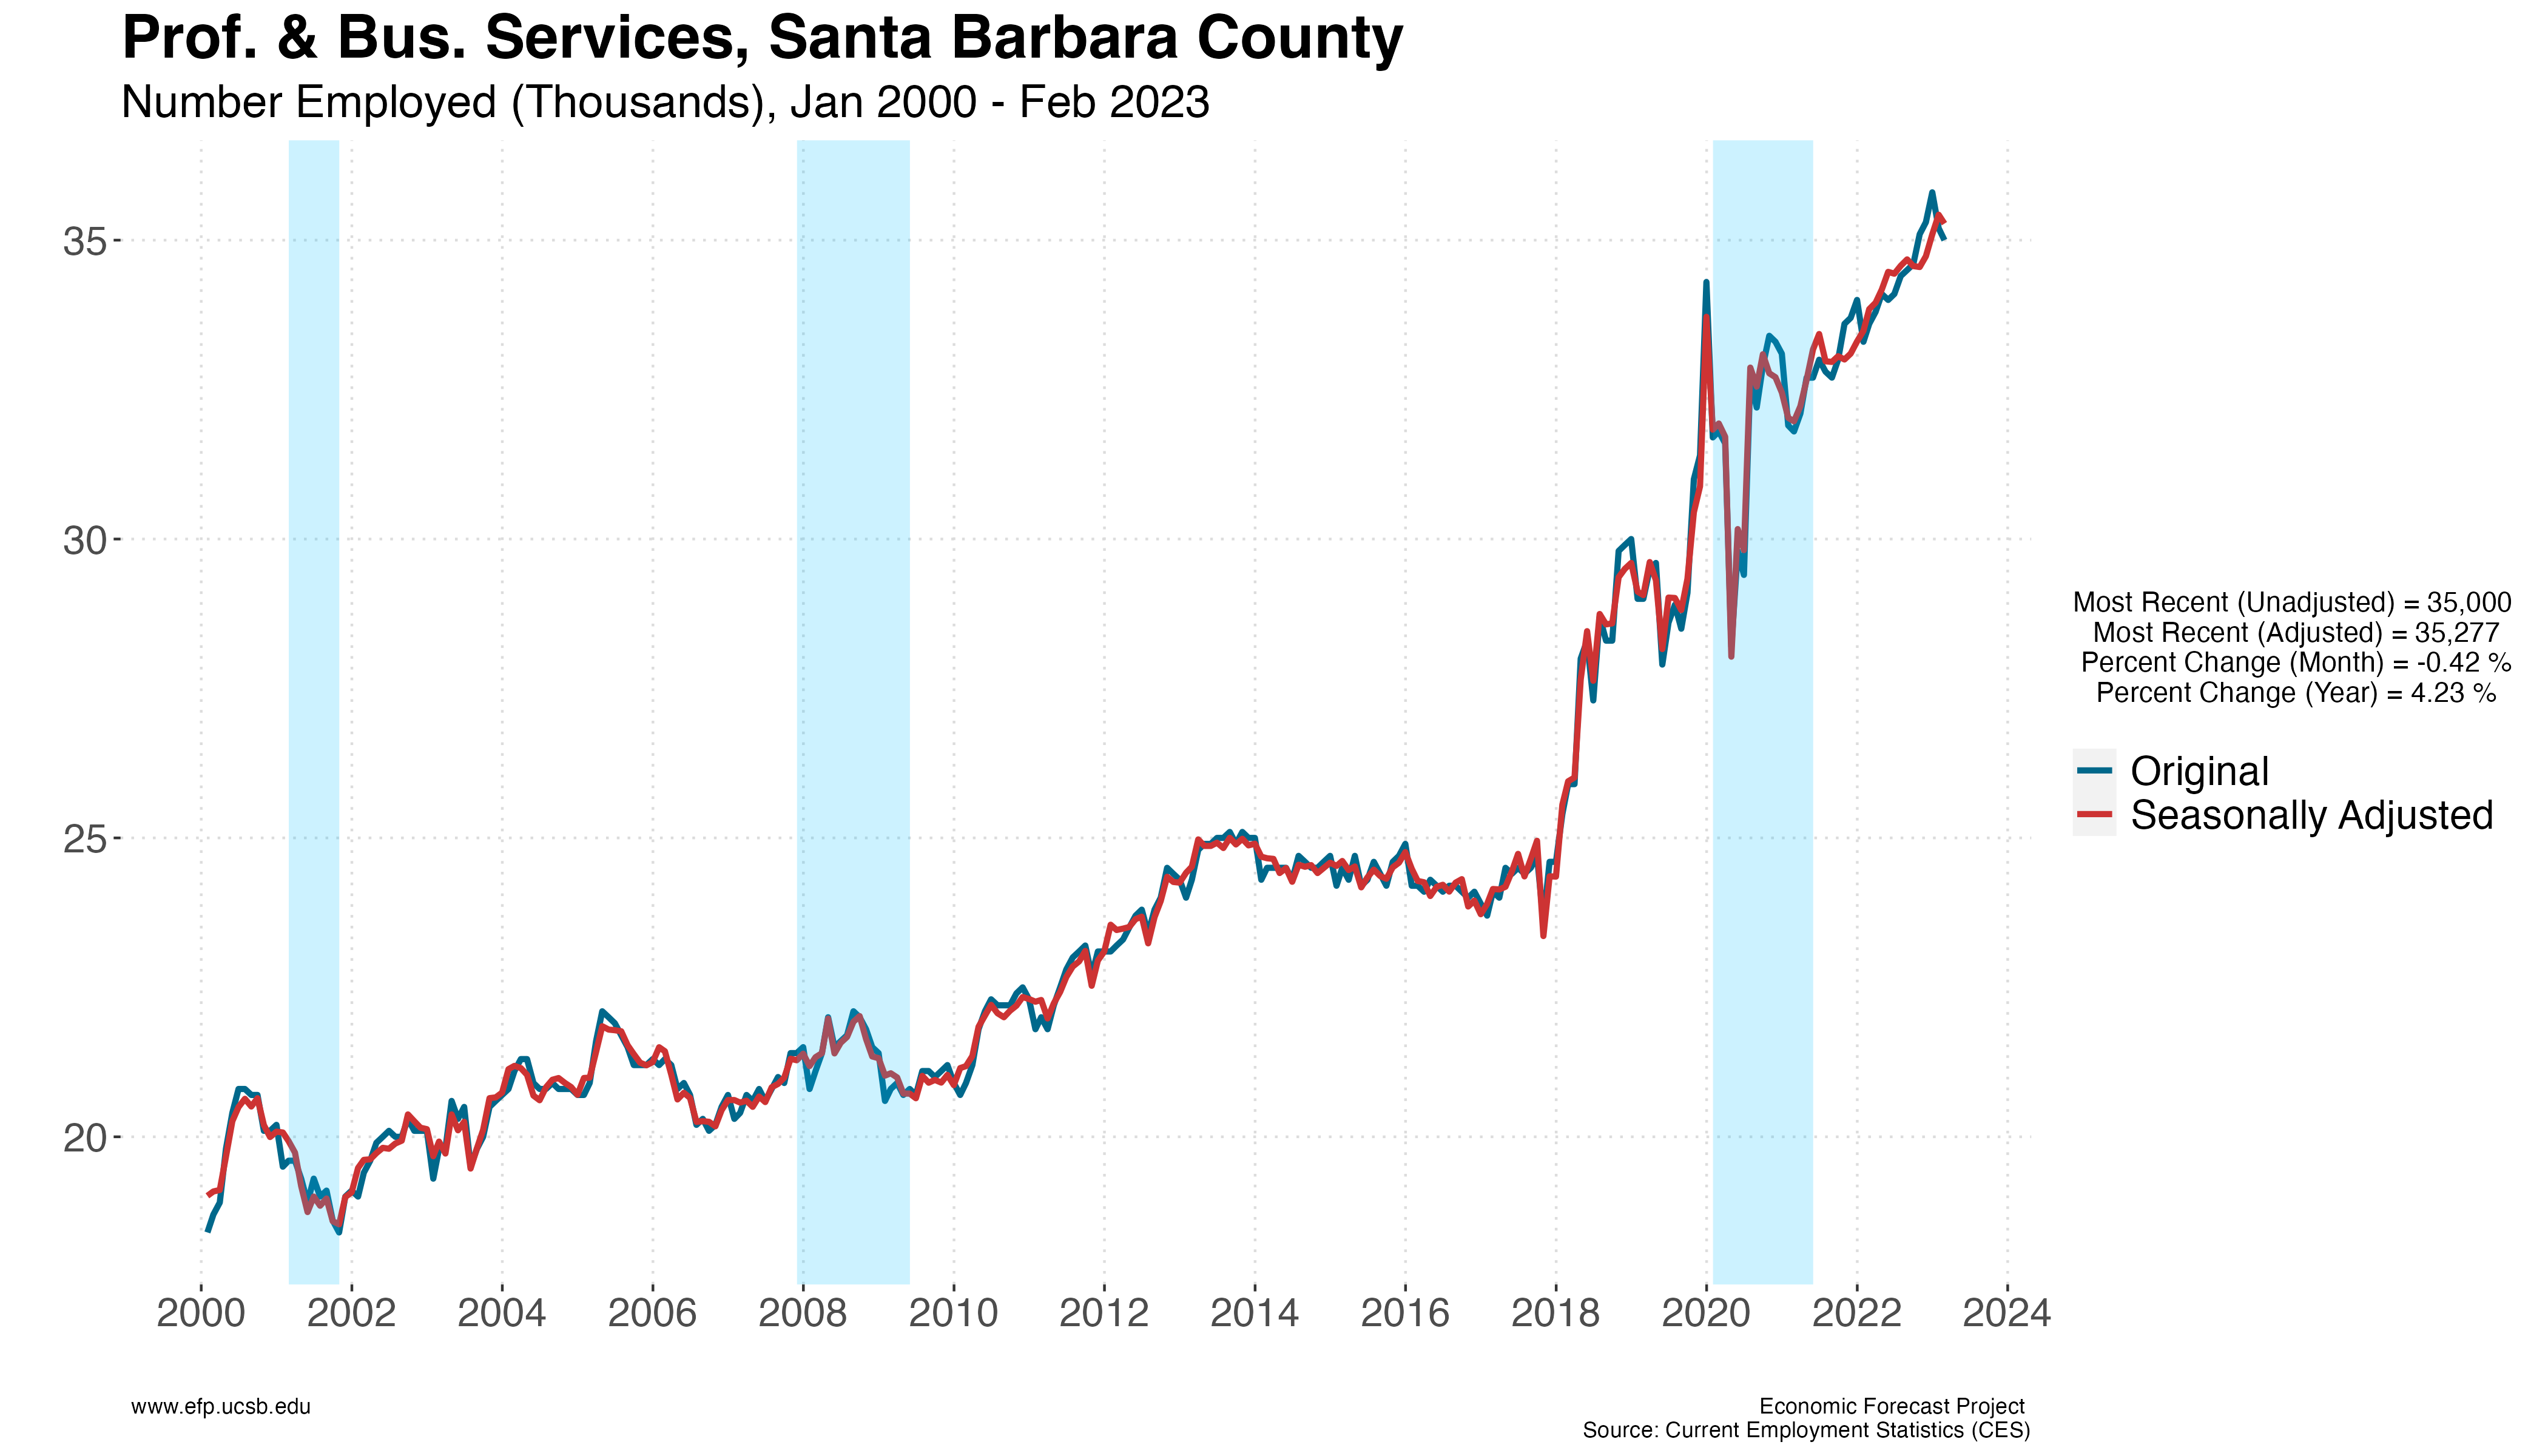 Prof. & Bus. Services, Santa Barbara County
Number Employed (Thousands), Jan 2000 - Feb 2023
35
30
25
20
2000 2002 2004 2006 2008 2010 2012 2014 2016 2018 2020 2022 2024
Most Recent (Unadjusted) = 35,000
Most Recent (Adjusted) = 35,277
Percent Change (Month) = -0.42 %
Percent Change (Year) = 4.23 %
Original
Seasonally Adjusted
www.efp.ucsb.edu
Economic Forecast Project
Source: Current Employment Statistics (CES)